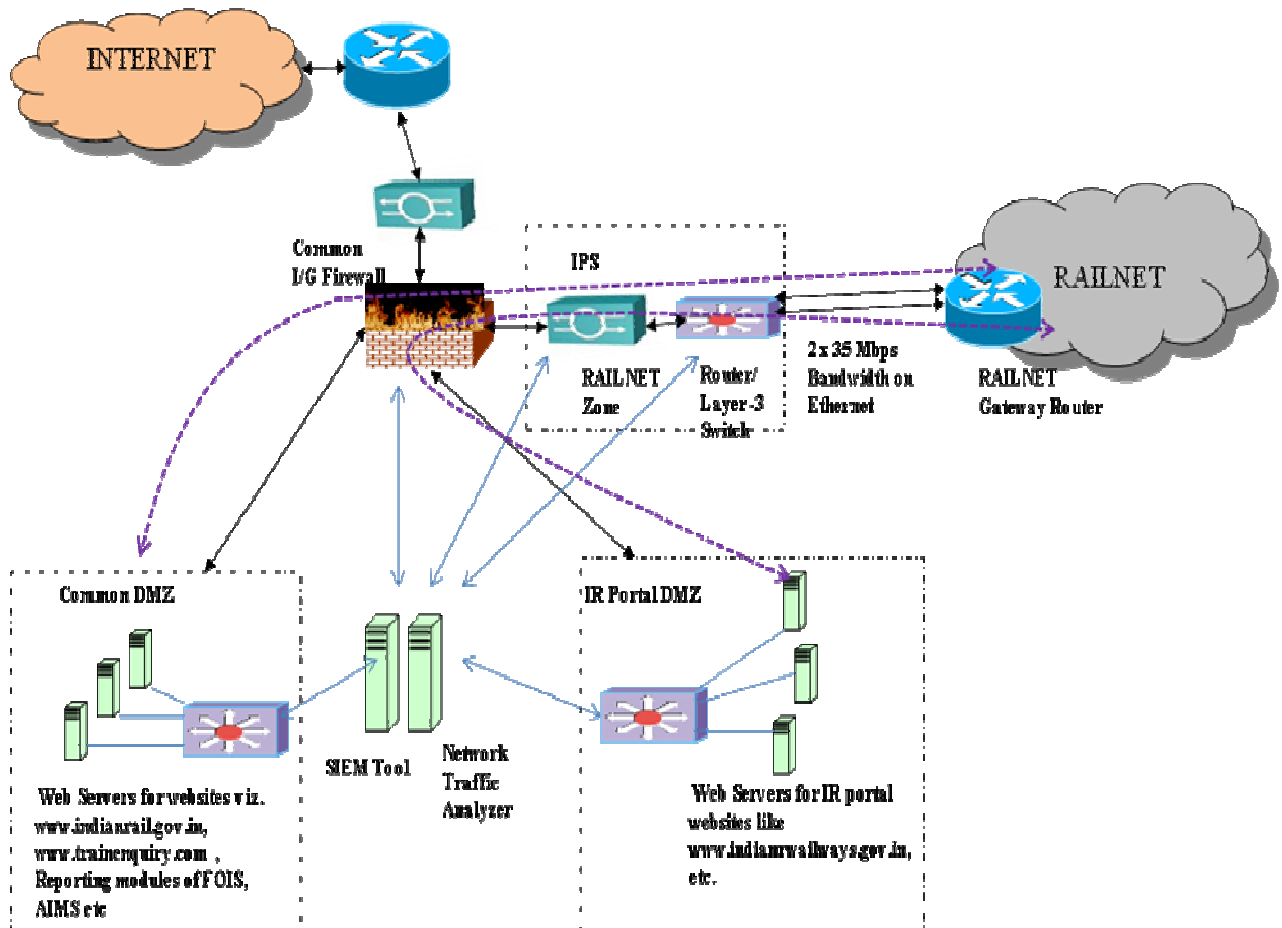 INTERNET
Common
I/G Firewall
IPS
RAILNET
RAILNET
Zone
Router/
Layer-3
Switch
2 x 35 Mbps
Bandwidth on
Ethernet
RAILNET
Gateway Router
Common DMZ
IR Portal DMZ
SIEM Tool
Network
Traffic
Analyzer
Web Servers for websites viz.
www.indianrail.gov.in,
www.trainenquiry.com ,
Reporting modules of FOIS,
AIMS etc
Web Servers for IR portal
websites like
www.indianrwailways.gov.in,
etc.